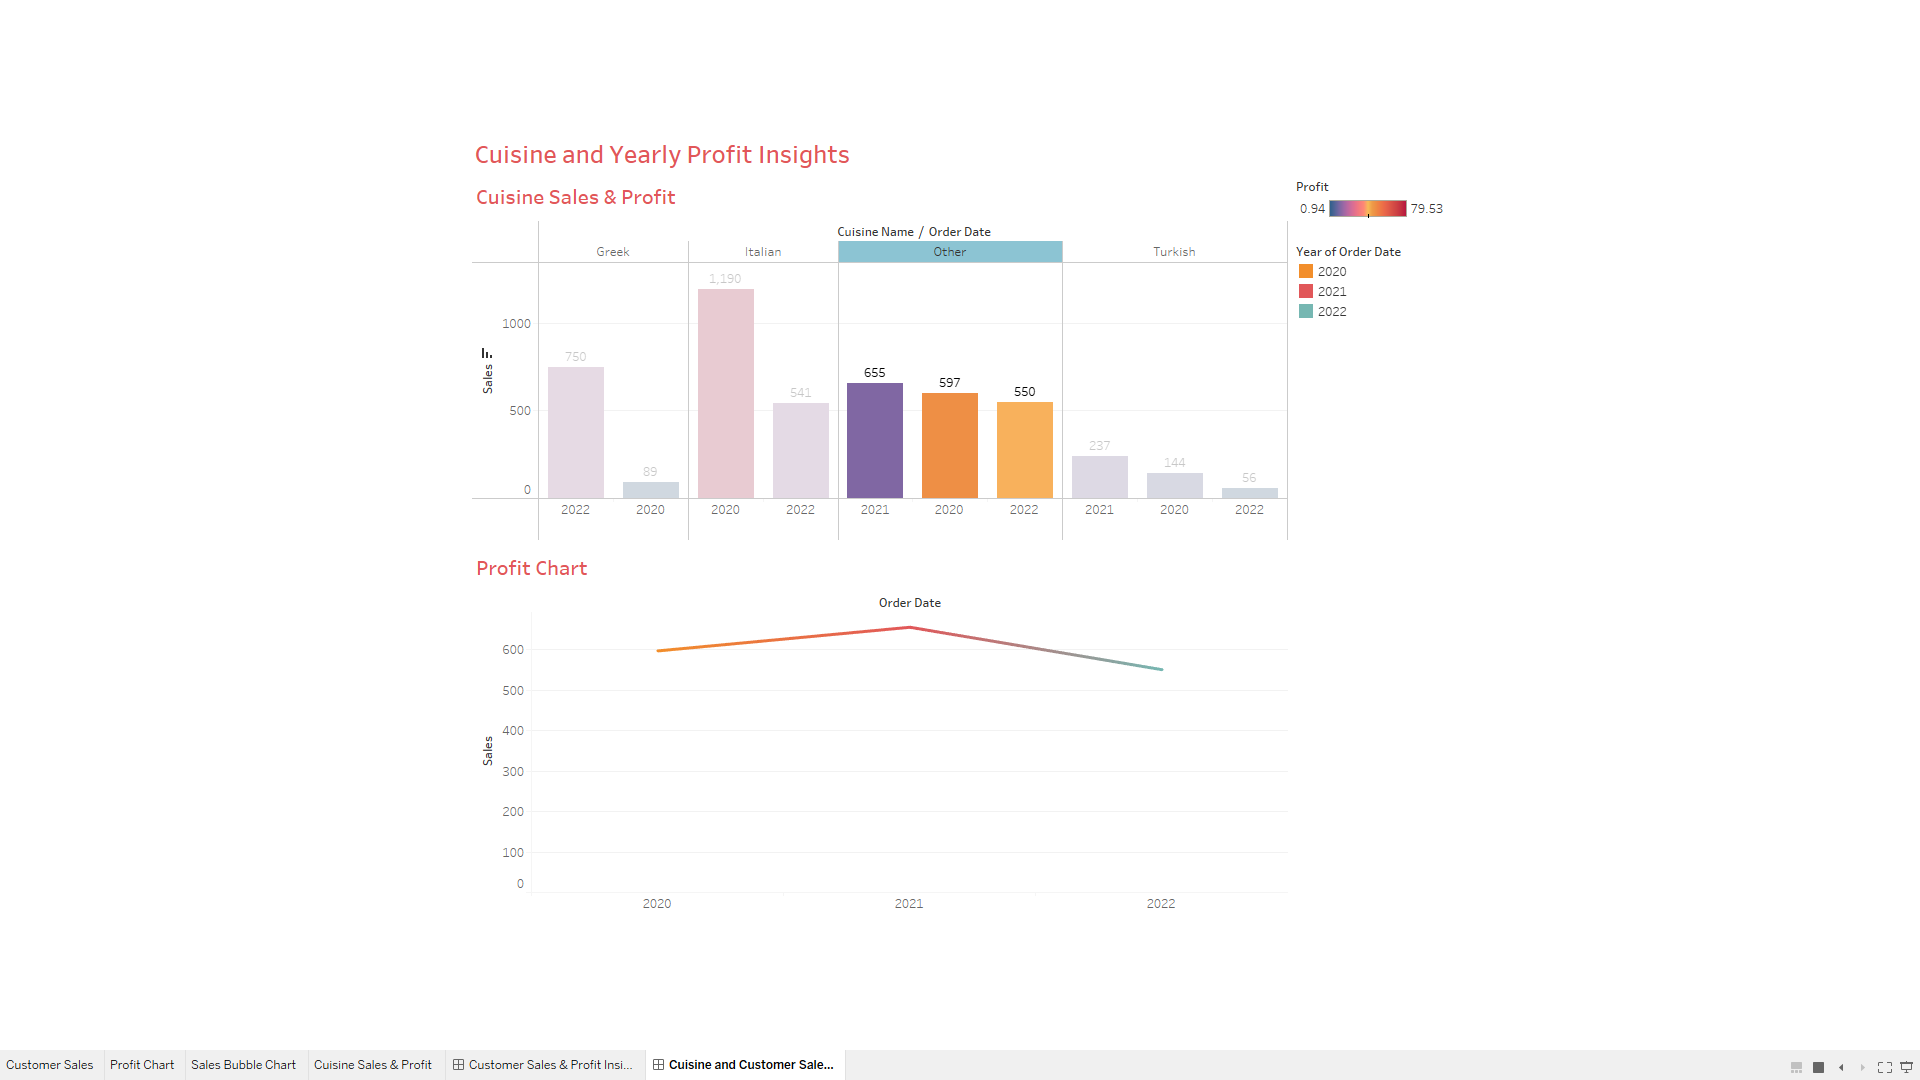 Cuisine and Yearly Profit Insights
Cuisine Sales & Profit
Cuisine Name / Order Date
Greek Italian Other Turkish
1,190
1000
750
655
597
550
541
500
237
144
89
56
0
Sales
2022 2020 2020 2022 2021 2020 2022 2021 2020 2022
Profit
0.94 79.53
Year of Order Date
2020
2021
2022
Profit Chart
Order Date
600
500
400
300
200
100
0
Sales
2020 2021 2022
Customer Sales Profit Chart Sales Bubble Chart Cuisine Sales & Profit Customer Sales & Profit Insi... Cuisine and Customer Sale...